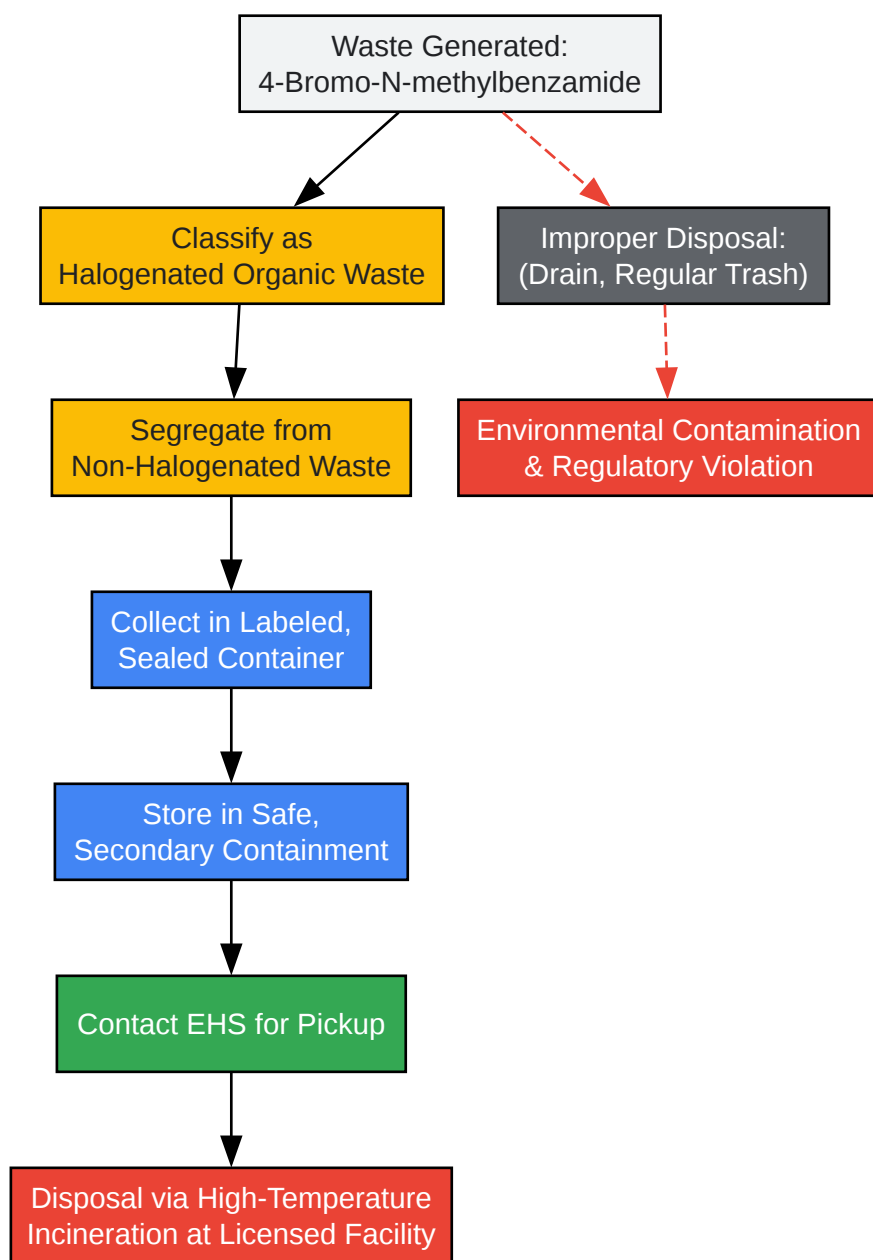 Waste Generated:
4-Bromo-N-methylbenzamide
Classify as
Halogenated Organic Waste
Improper Disposal:
(Drain, Regular Trash)
Segregate from
Non-Halogenated Waste
Environmental Contamination
& Regulatory Violation
Collect in Labeled,
Sealed Container
Store in Safe,
Secondary Containment
Contact EHS for Pickup
Disposal via High-Temperature
Incineration at Licensed Facility